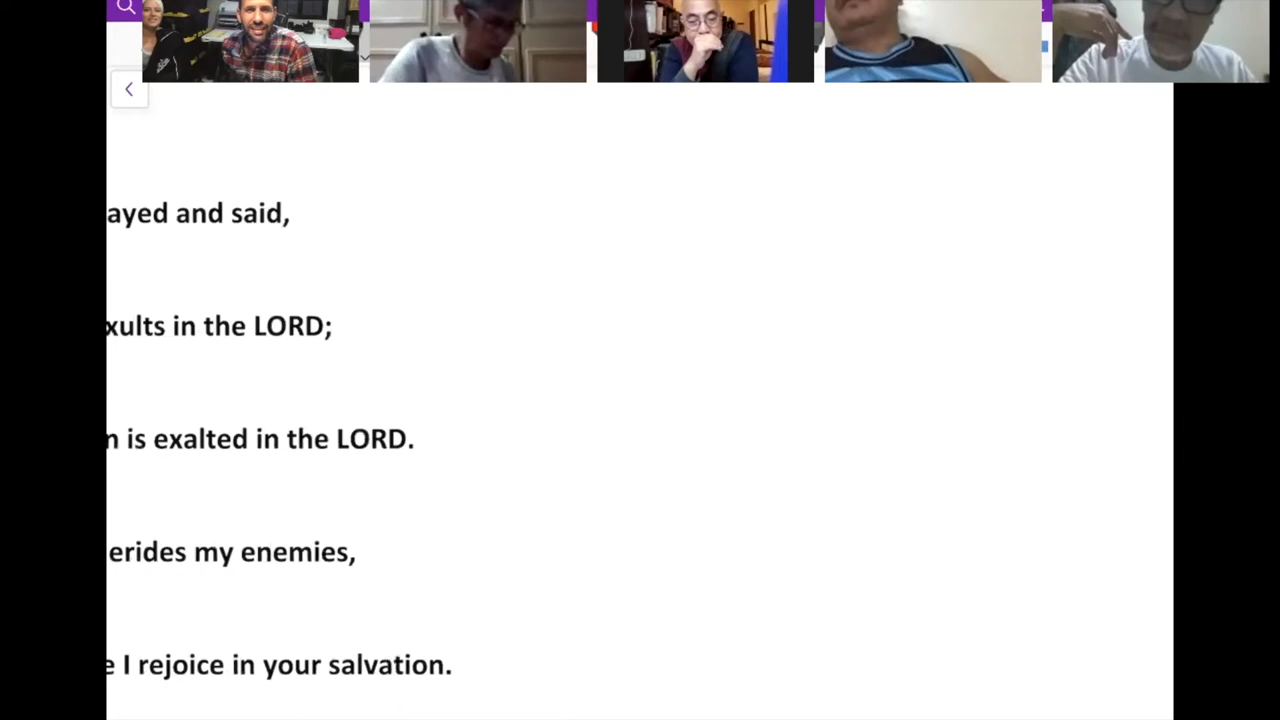 ayed and said,
xults in the LORD;
n is exalted in the LORD.
erides my enemies,
e I rejoice in your salvation.